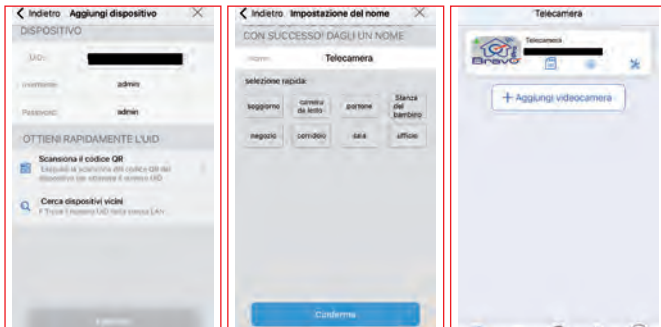 Indietro Aggiungi dispositivo
DISPOSITIVO
UID:
Username: admin
Password: admin
OTTIENI RAPIDAMENTE L'UID
Scansiona il codice QR
Cerca dispositivi vicini
Indietro Impostazione del nome
CON SUCCESSO! DAGLI UN NOME
Telecamera
selezione rapida:
soggiorno
camera da letto
portone
Stanza del bambino
negozio
corridoio
sala
ufficio
Conferma
Telecamera
Telecamera
Bravo
+ Aggiungi videocamera